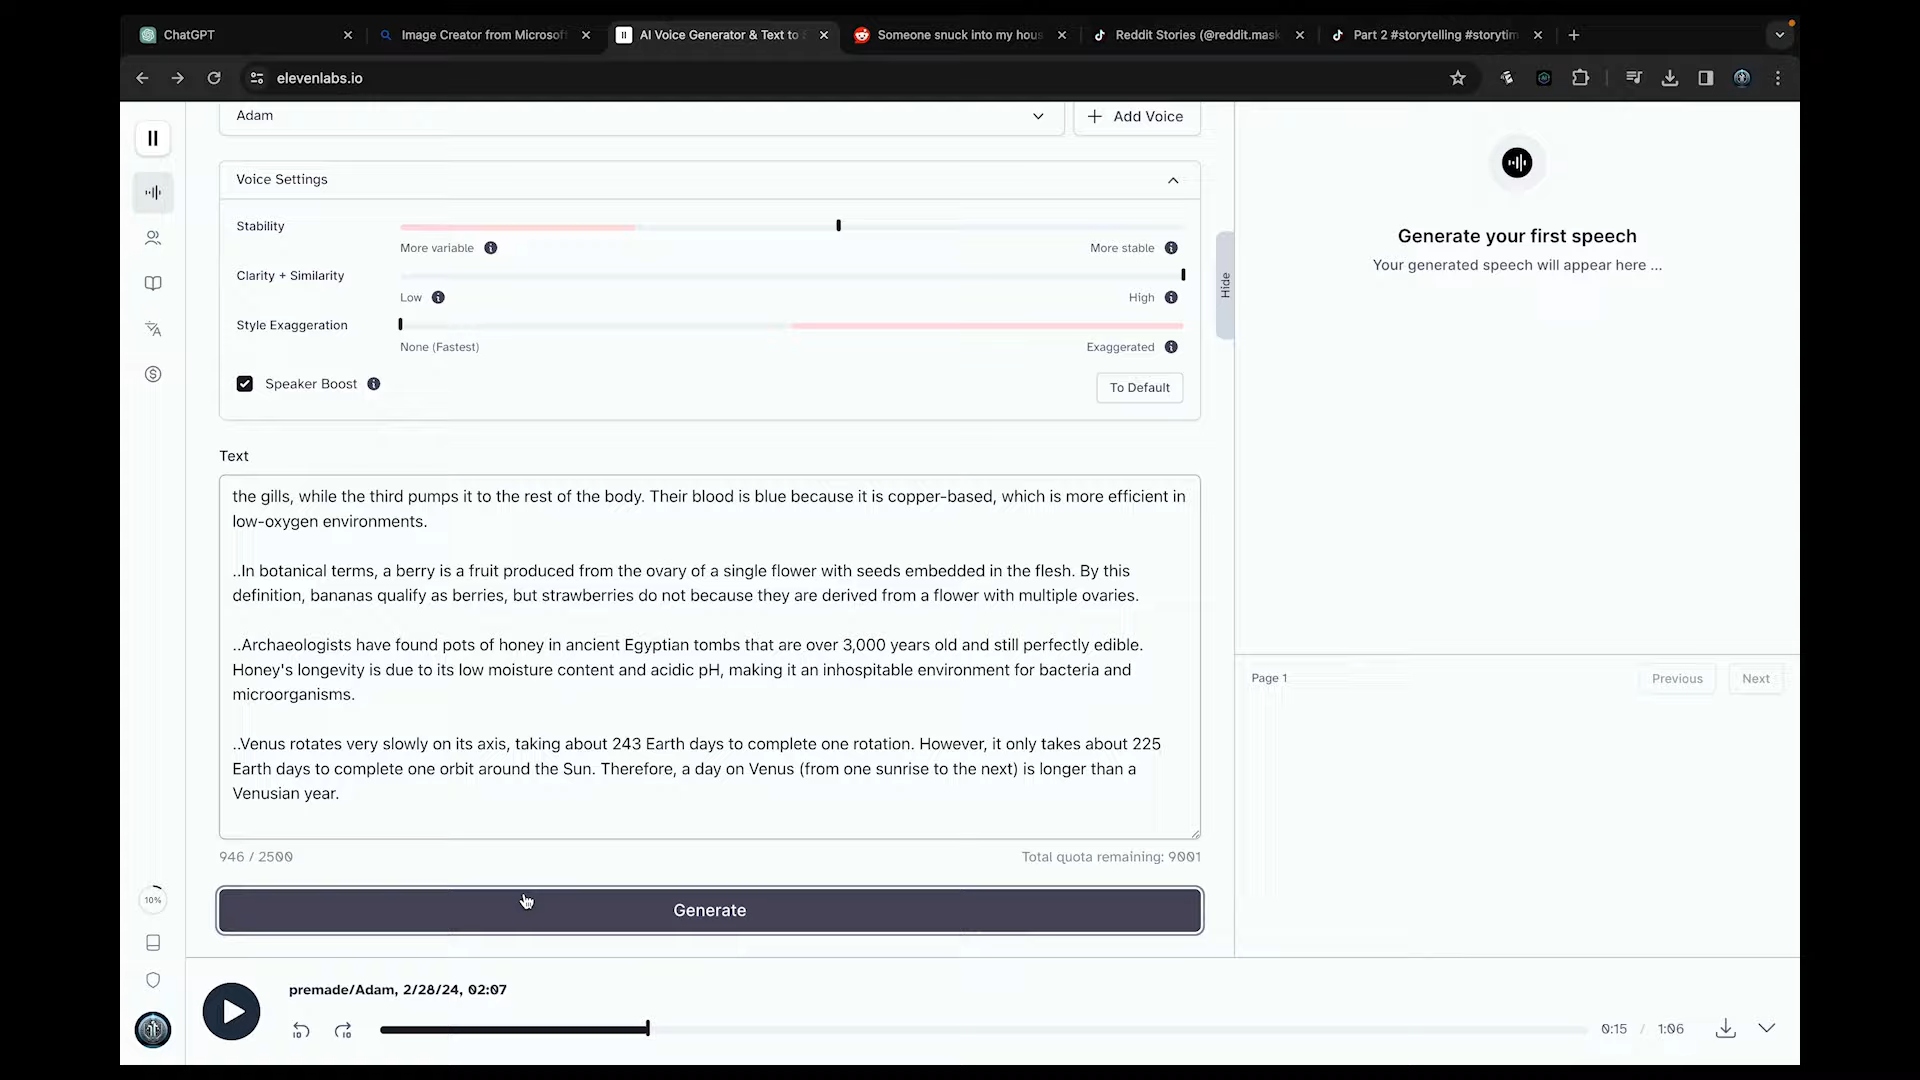 ChatGPT
Image Creator from Microsof
AI Voice Generator & Text to S
Someone snuck into my hous
Reddit Stories (@reddit.mask
Part 2 #storytelling #storytim
elevenlabs.io
Adam
Add Voice
Voice Settings
Stability
More variable
More stable
Clarity + Similarity
Low
High
Style Exaggeration
None (Fastest)
Exaggerated
Speaker Boost
To Default
Hide
Generate your first speech
Your generated speech will appear here ...
Text
the gills, while the third pumps it to the rest of the body. Their blood is blue because it is copper-based, which is more efficient in
low-oxygen environments.
..In botanical terms, a berry is a fruit produced from the ovary of a single flower with seeds embedded in the flesh. By this
definition, bananas qualify as berries, but strawberries do not because they are derived from a flower with multiple ovaries.
..Archaeologists have found pots of honey in ancient Egyptian tombs that are over 3,000 years old and still perfectly edible.
Honey's longevity is due to its low moisture content and acidic pH, making it an inhospitable environment for bacteria and
microorganisms.
..Venus rotates very slowly on its axis, taking about 243 Earth days to complete one rotation. However, it only takes about 225
Earth days to complete one orbit around the Sun. Therefore, a day on Venus (from one sunrise to the next) is longer than a
Venusian year.
946 / 2500
Total quota remaining: 9001
Page 1
Previous
Next
10%
Generate
premade/Adam, 2/28/24, 02:07
10
10
0:15 / 1:06